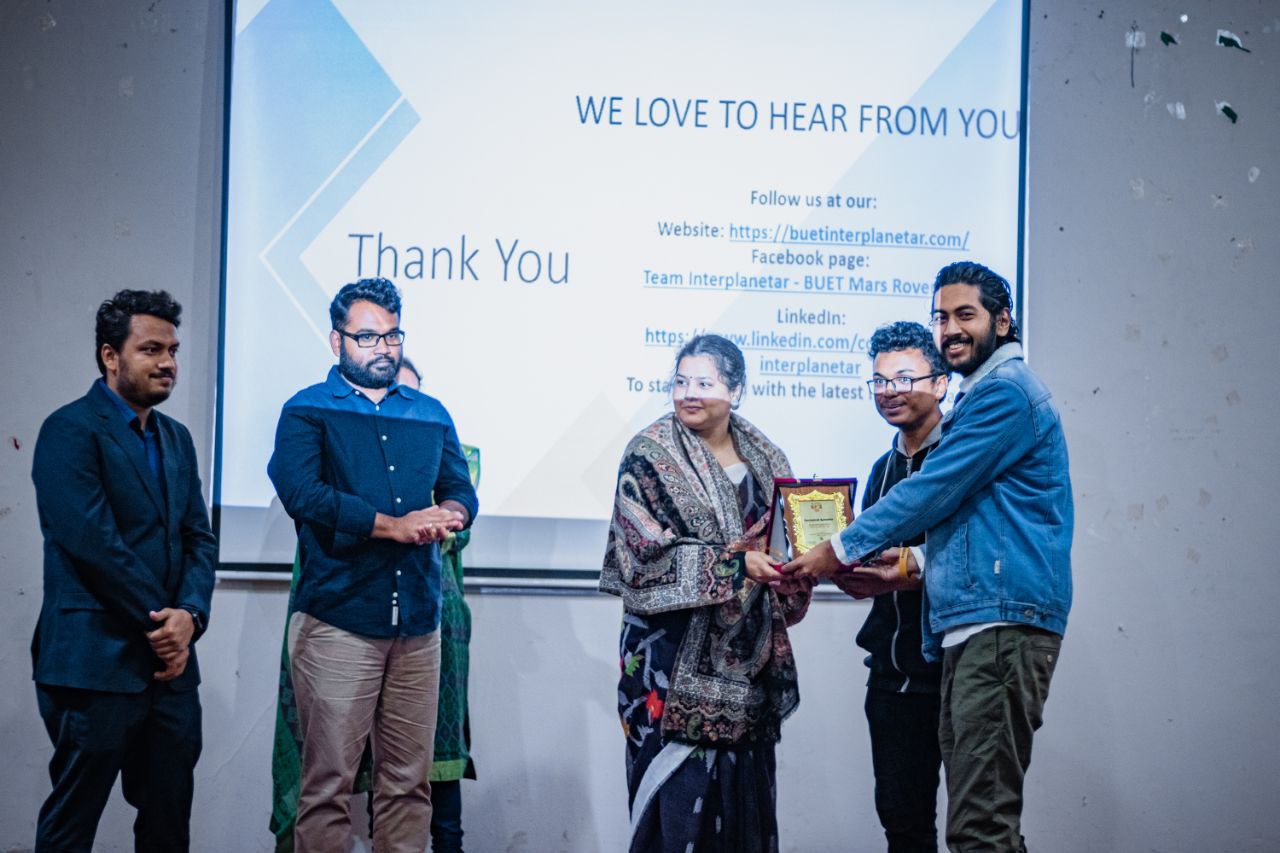 WE LOVE TO HEAR FROM YOU
Thank You
Follow us at our:
Website: https://buetinterplanetar.com/
Facebook page:
Team Interplanetar - BUET Mars
LinkedIn:
interplanetar
with the latest